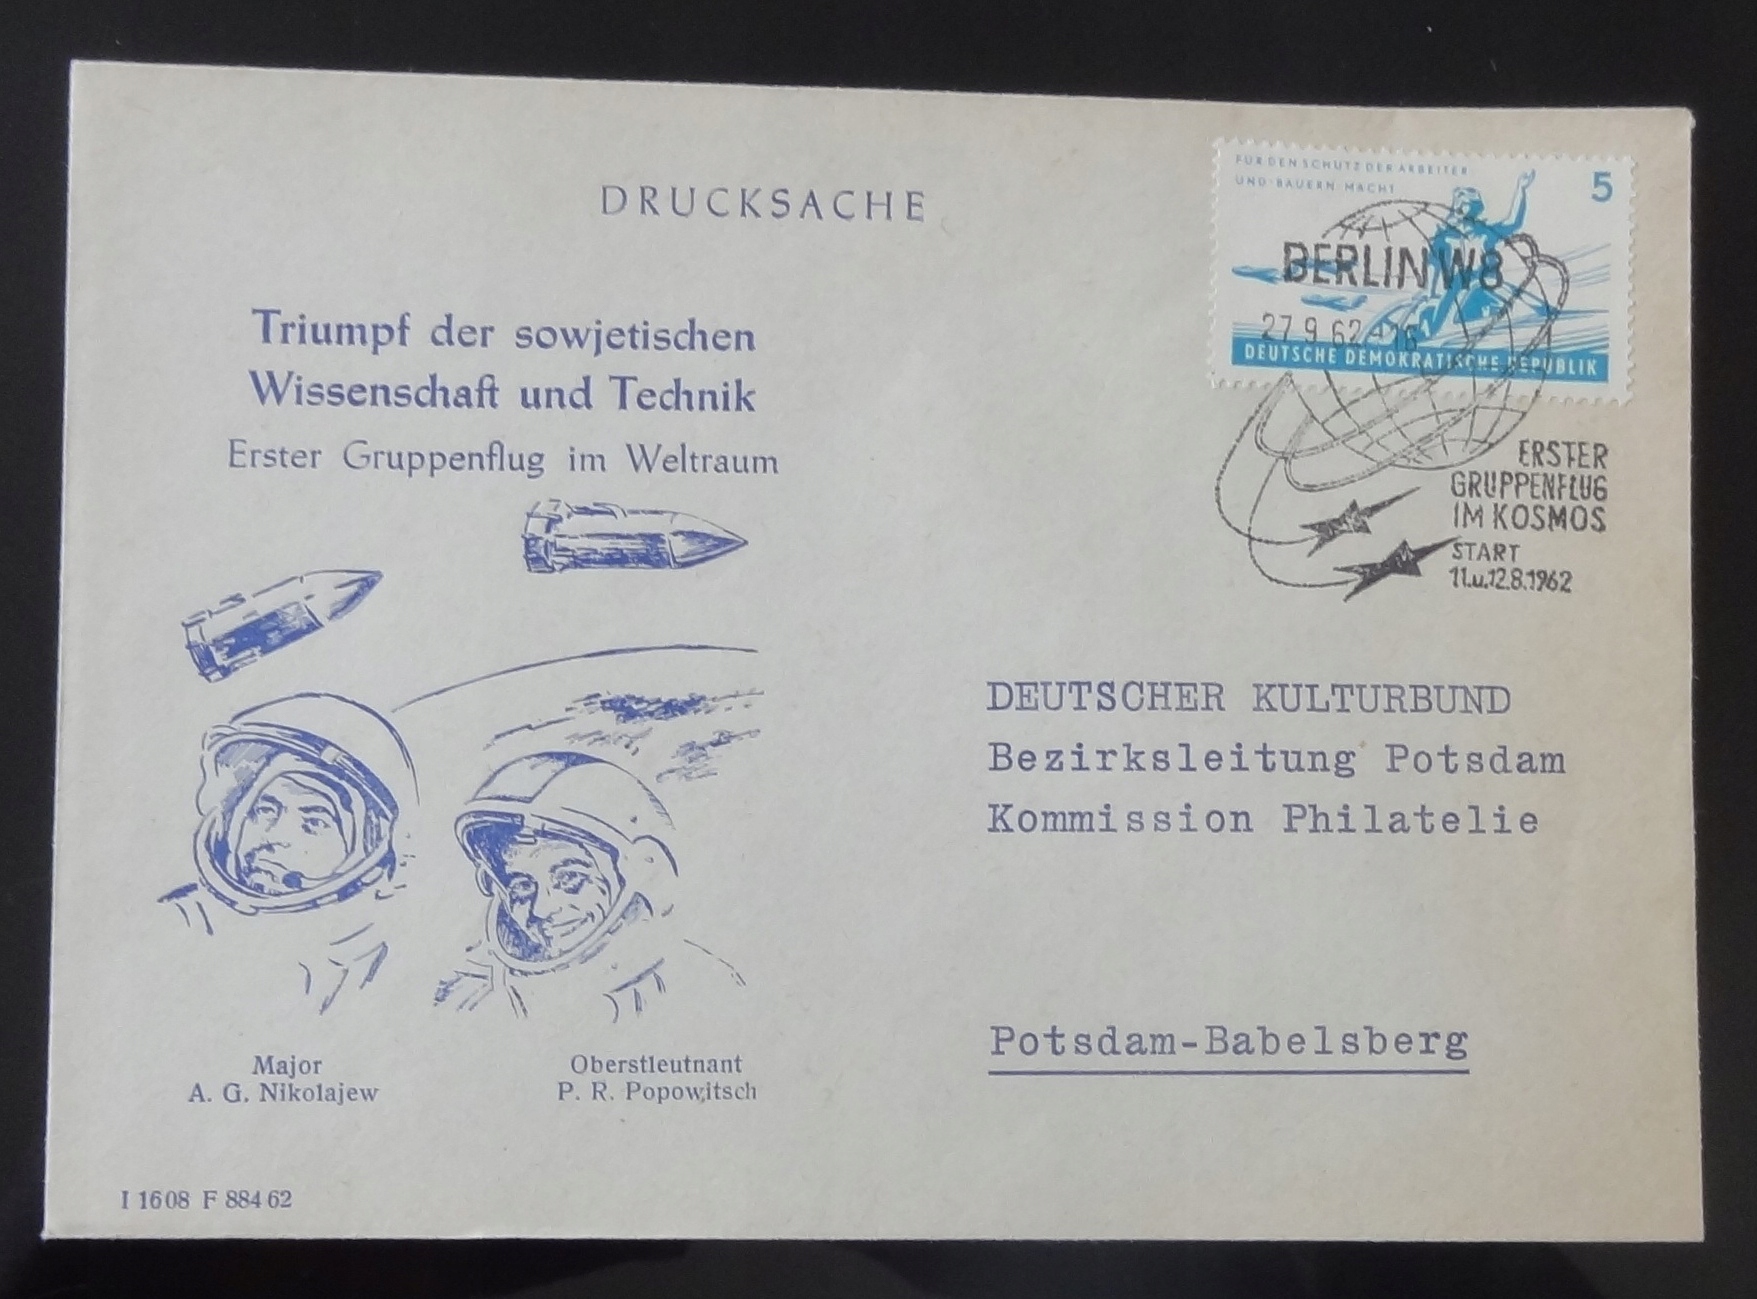 DRUCKSACHE
FÜR DEN SCHUTZ DER ARBEITER
UND-BAUERN-MACHT
5
BERLIN W8
27.9.62-16
DEUTSCHE DEMOKRATISCHE REPUBLIK
ERSTER
GRUPPENFLUG
IM KOSMOS
START
11.u.12.8.1962
Triumpf der sowjetischen
Wissenschaft und Technik
Erster Gruppenflug im Weltraum
DEUTSCHER KULTURBUND
Bezirksleitung Potsdam
Kommission Philatelie
Potsdam-Babelsberg
Major
A. G. Nikolajew
Oberstleutnant
P. R. Popowitsch
I 1608 F 884 62